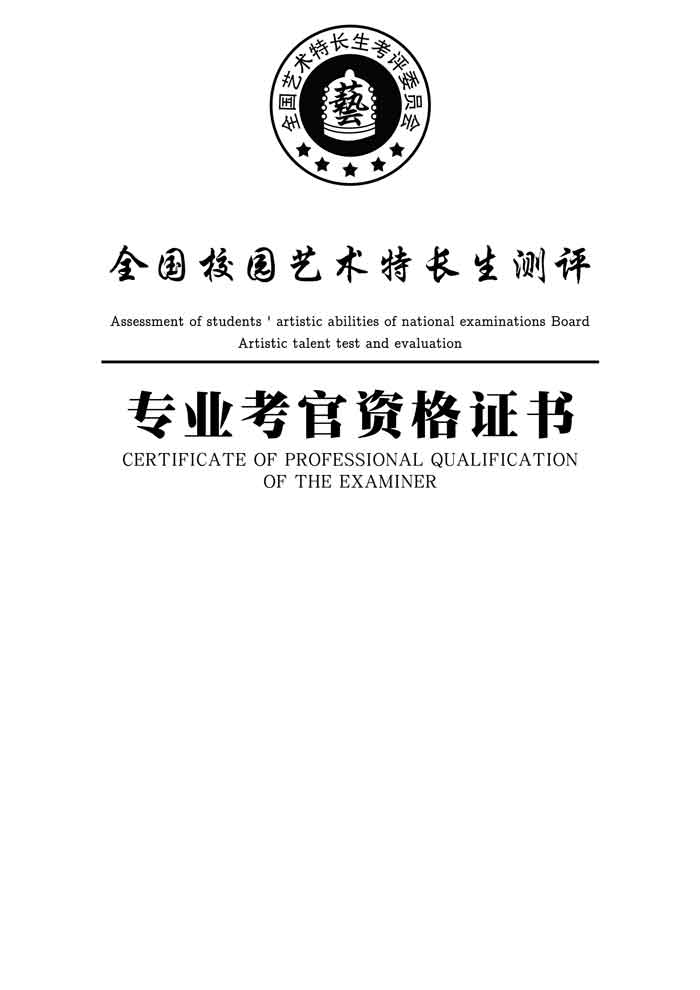 全国艺术特长生考评委员会
藝
全国校园艺术特长生测评
Assessment of students ' artistic abilities of national examinations Board
Artistic talent test and evaluation
专业考官资格证书
CERTIFICATE OF PROFESSIONAL QUALIFICATION
OF THE EXAMINER